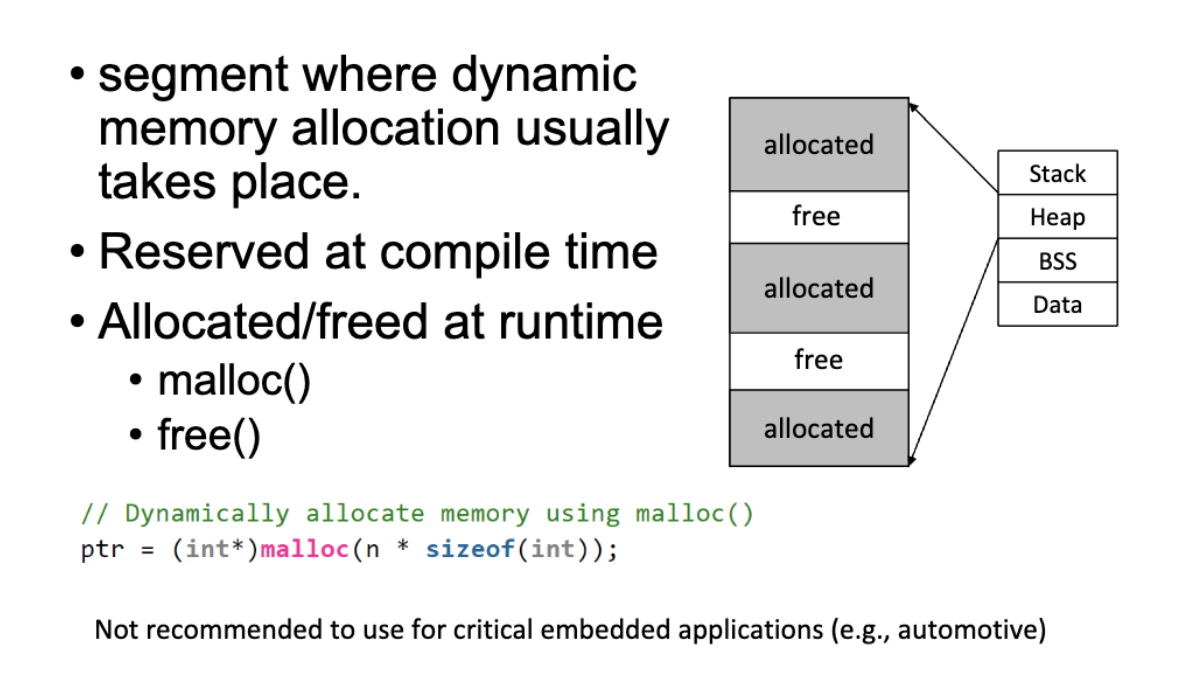 • segment where dynamic
memory allocation usually
takes place.
• Reserved at compile time
• Allocated/freed at runtime
• malloc()
• free()
allocated
free
allocated
free
allocated
Stack
Heap
BSS
Data
// Dynamically allocate memory using malloc()
ptr = (int*)malloc(n * sizeof(int));
Not recommended to use for critical embedded applications (e.g., automotive)